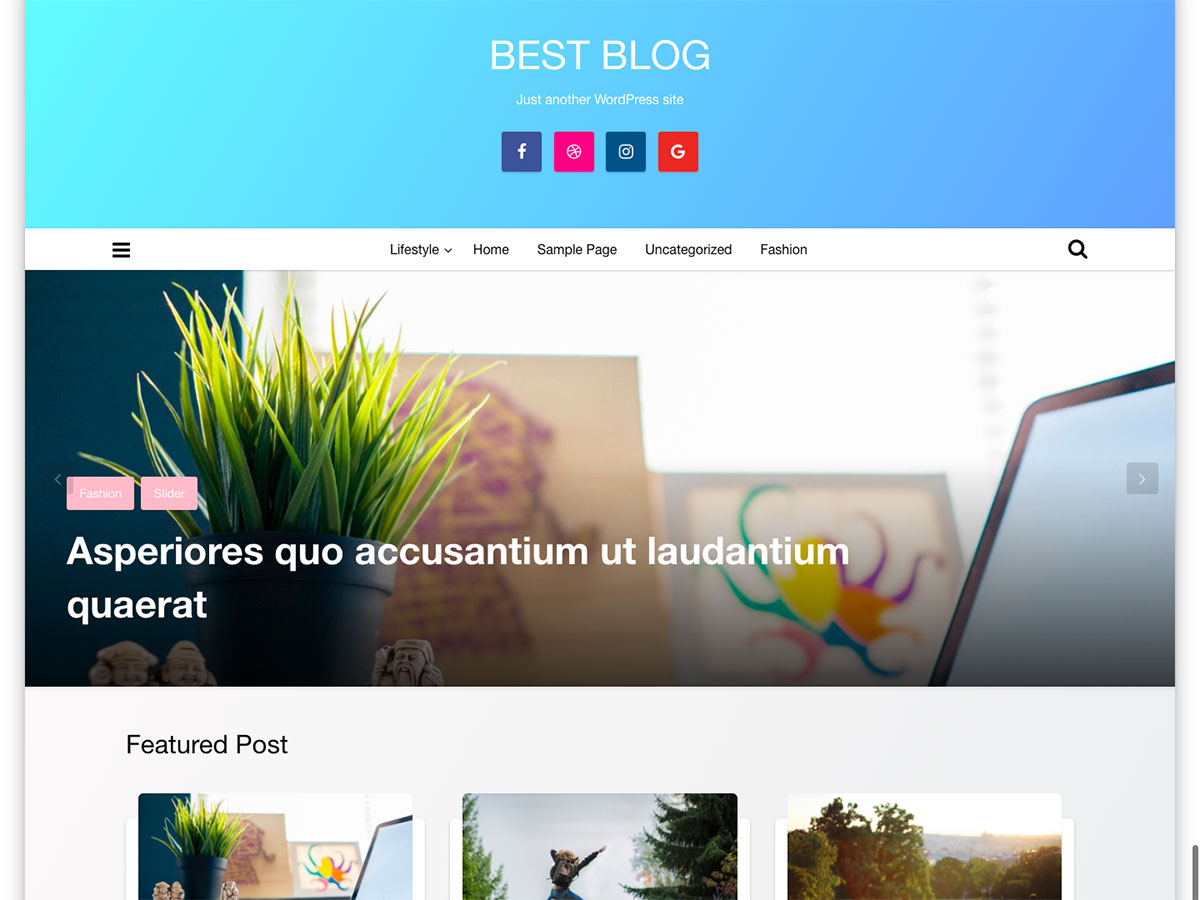 BEST BLOG
Just another WordPress site
Lifestyle Home Sample Page Uncategorized Fashion
Fashion Slider
Asperiores quo accusantium ut laudantium
quaerat
Featured Post